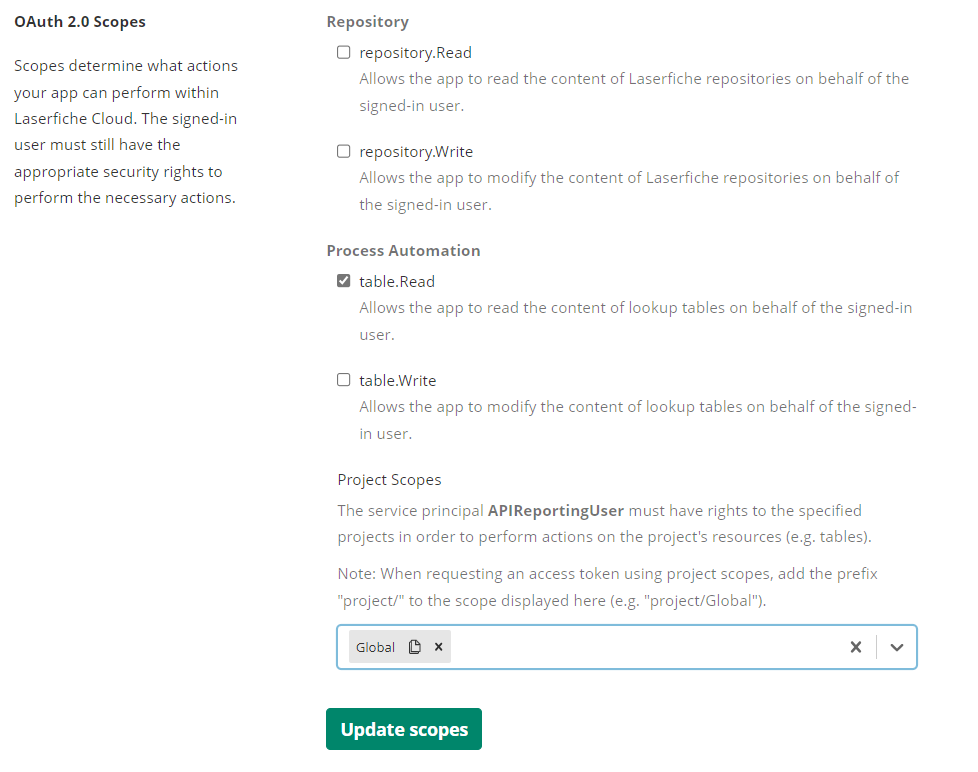 OAuth 2.0 Scopes
Scopes determine what actions
your app can perform within
Laserfiche Cloud. The signed-in
user must still have the
appropriate security rights to
perform the necessary actions.
Repository
repository.Read
Allows the app to read the content of Laserfiche repositories on behalf of the
signed-in user.
repository.Write
Allows the app to modify the content of Laserfiche repositories on behalf of
the signed-in user.
Process Automation
table.Read
Allows the app to read the content of lookup tables on behalf of the signed-in
user.
table.Write
Allows the app to modify the content of lookup tables on behalf of the signed-
in user.
Project Scopes
The service principal APIReportingUser must have rights to the specified
projects in order to perform actions on the project's resources (e.g. tables).
Note: When requesting an access token using project scopes, add the prefix
"project/" to the scope displayed here (e.g. "project/Global").
Global
Update scopes